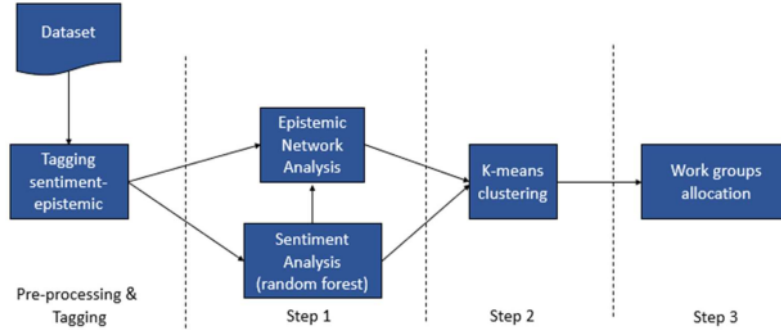 Dataset
Tagging
sentiment-
epistemic
Epistemic
Network
Analysis
Sentiment
Analysis
(random forest)
K-means
clustering
Work groups
allocation
Pre-processing &
Tagging
Step 1
Step 2
Step 3